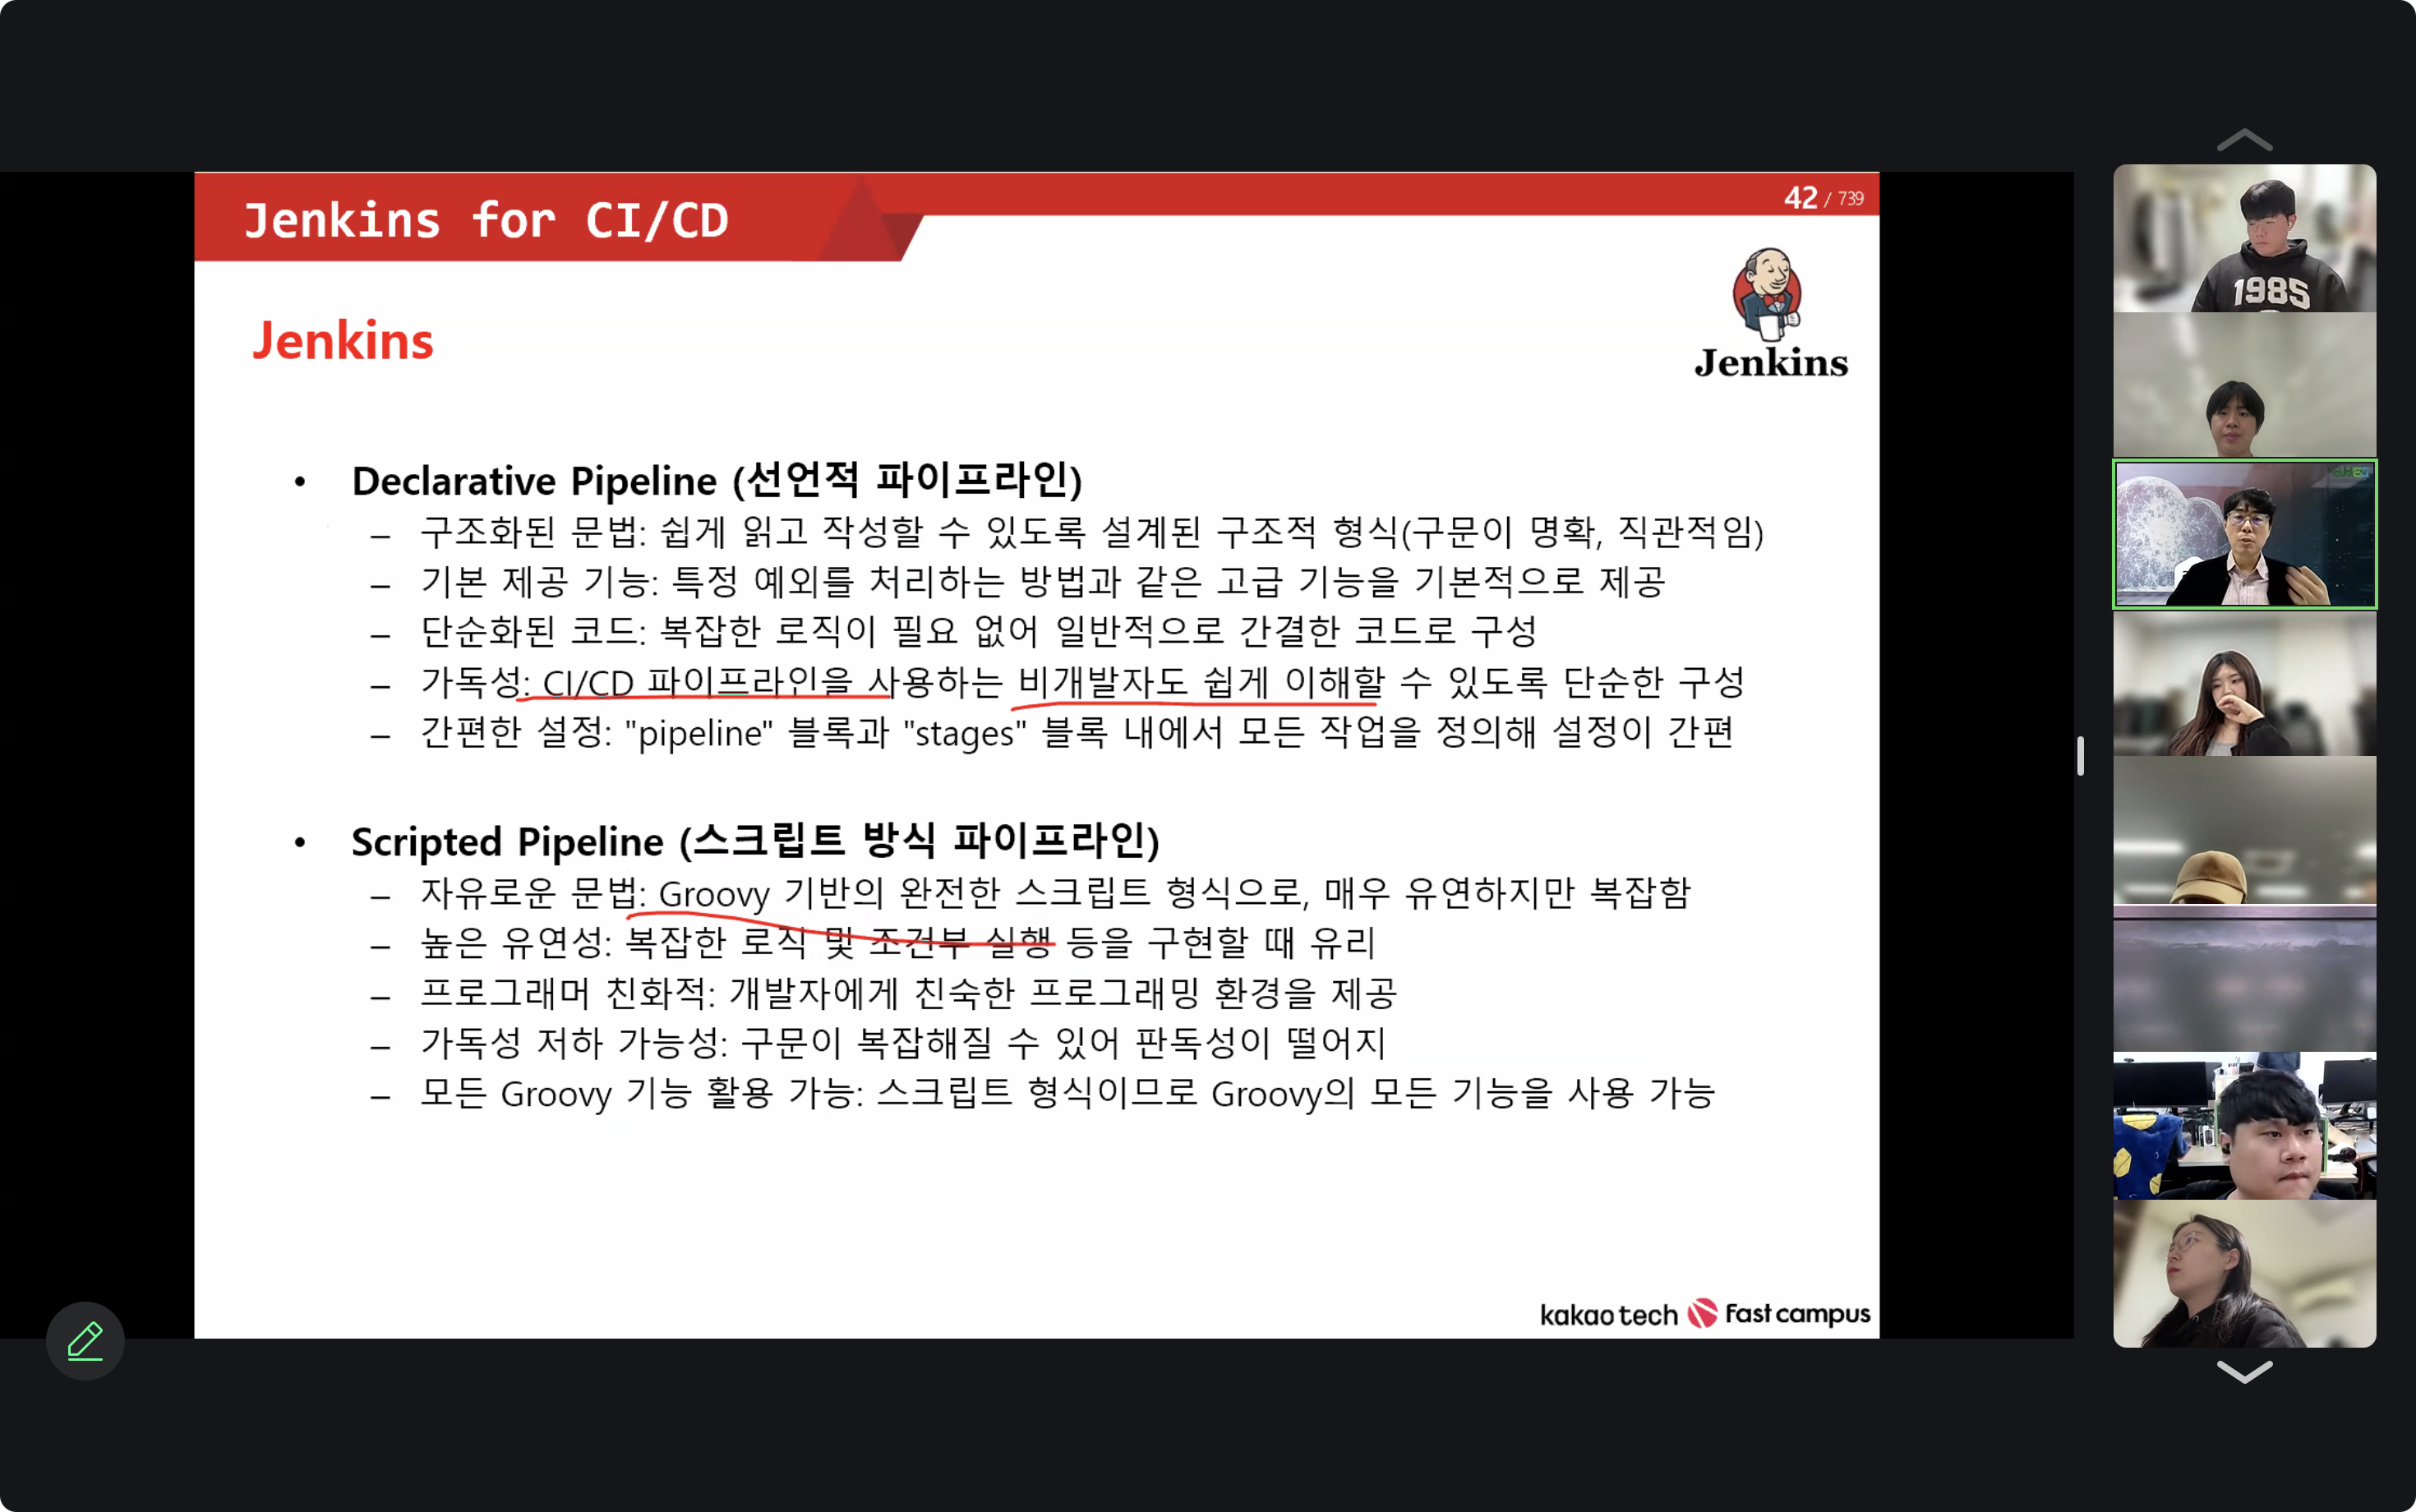 Jenkins for CI/CD
42 / 739
Jenkins
Jenkins
• Declarative Pipeline (선언적 파이프라인)
– 구조화된 문법: 쉽게 읽고 작성할 수 있도록 설계된 구조적 형식(구문이 명확, 직관적임)
– 기본 제공 기능: 특정 예외를 처리하는 방법과 같은 고급 기능을 기본적으로 제공
– 단순화된 코드: 복잡한 로직이 필요 없어 일반적으로 간결한 코드로 구성
– 가독성: CI/CD 파이프라인을 사용하는 비개발자도 쉽게 이해할 수 있도록 단순한 구성
– 간편한 설정: "pipeline" 블록과 "stages" 블록 내에서 모든 작업을 정의해 설정이 간편
• Scripted Pipeline (스크립트 방식 파이프라인)
– 자유로운 문법: Groovy 기반의 완전한 스크립트 형식으로, 매우 유연하지만 복잡함
– 높은 유연성: 복잡한 로직 및 조건부 실행 등을 구현할 때 유리
– 프로그래머 친화적: 개발자에게 친숙한 프로그래밍 환경을 제공
– 가독성 저하 가능성: 구문이 복잡해질 수 있어 판독성이 떨어지
– 모든 Groovy 기능 활용 가능: 스크립트 형식이므로 Groovy의 모든 기능을 사용 가능
kakao tech Fast campus
1985